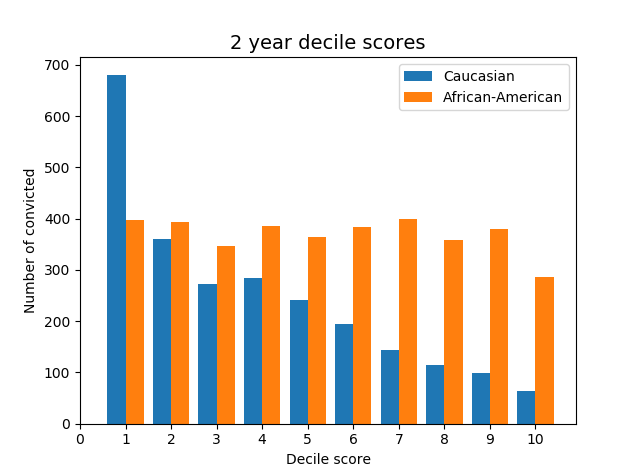 2 year decile scores
Caucasian
African-American
Number of convicted
700
600
500
400
300
200
100
0
0 1 2 3 4 5 6 7 8 9 10
Decile score